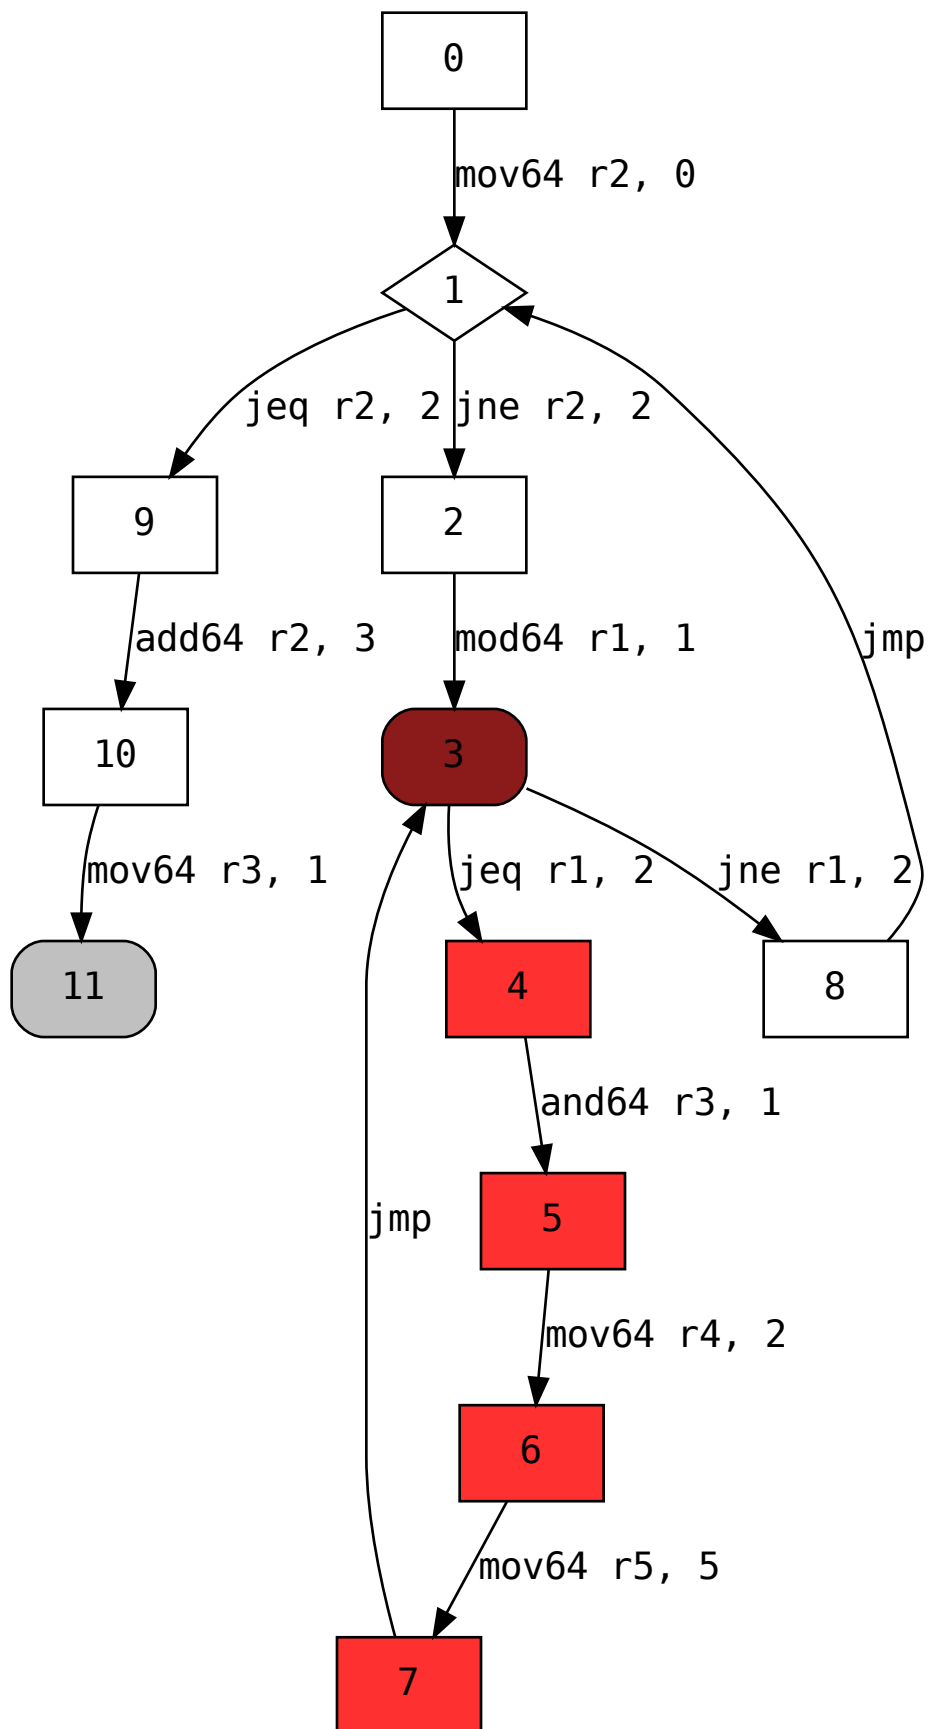 0
mov64 r2, 0
1
jeq r2, 2
jne r2, 2
9
2
add64 r2, 3
mod64 r1, 1
jmp
10
3
mov64 r3, 1
jeq r1, 2
jne r1, 2
11
4
8
and64 r3, 1
jmp
5
mov64 r4, 2
6
mov64 r5, 5
7